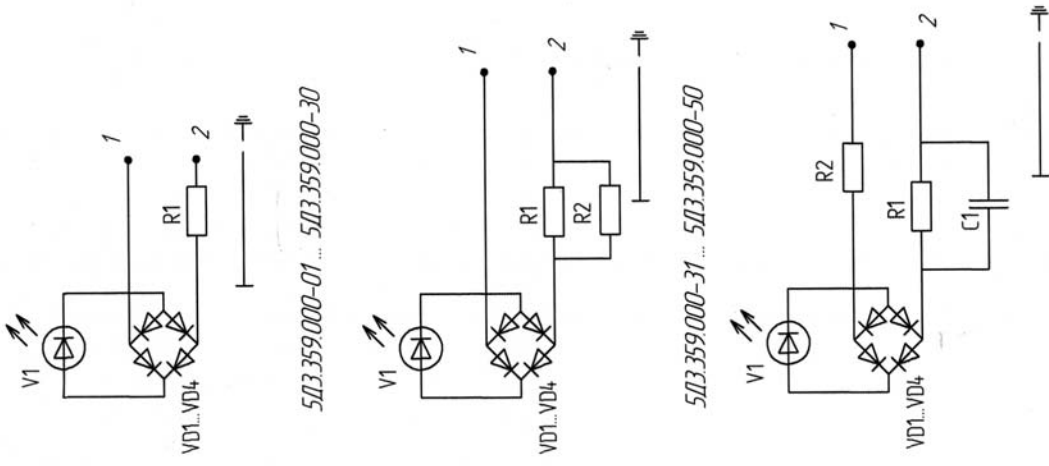 V1
1
2
VD1...VD4
R1
5Д3.359.000-01 ... 5Д3.359.000-30
V1
1
2
VD1...VD4
R1
R2
5Д3.359.000-31 ... 5Д3.359.000-50
V1
1
2
VD1...VD4
R2
R1
C1